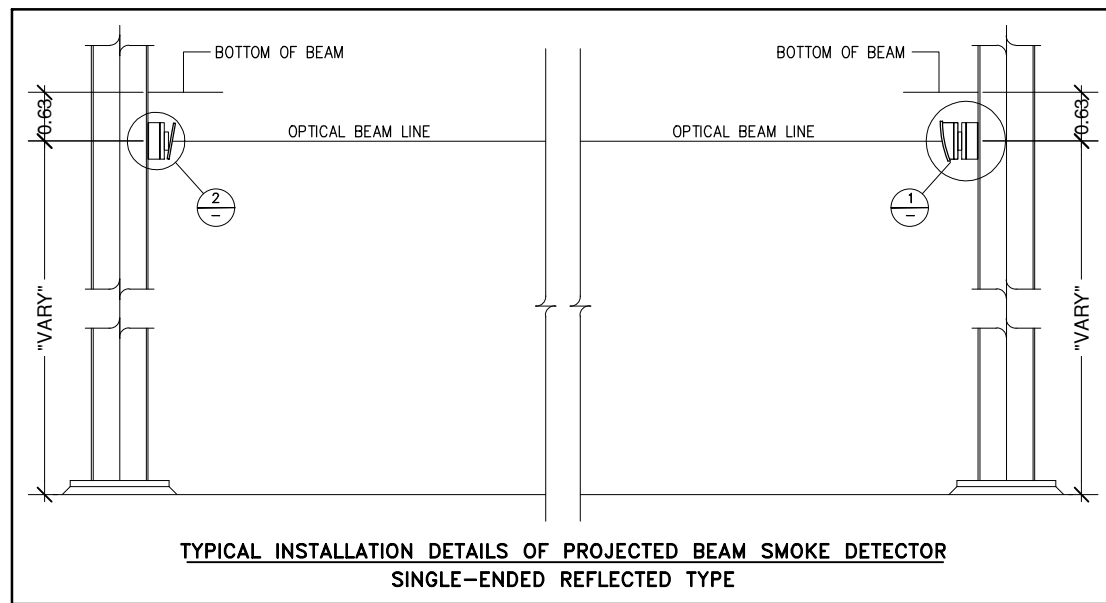 BOTTOM OF BEAM
BOTTOM OF BEAM
0.63
0.63
OPTICAL BEAM LINE
OPTICAL BEAM LINE
2
–
1
–
"VARY"
"VARY"
TYPICAL INSTALLATION DETAILS OF PROJECTED BEAM SMOKE DETECTOR
SINGLE–ENDED REFLECTED TYPE